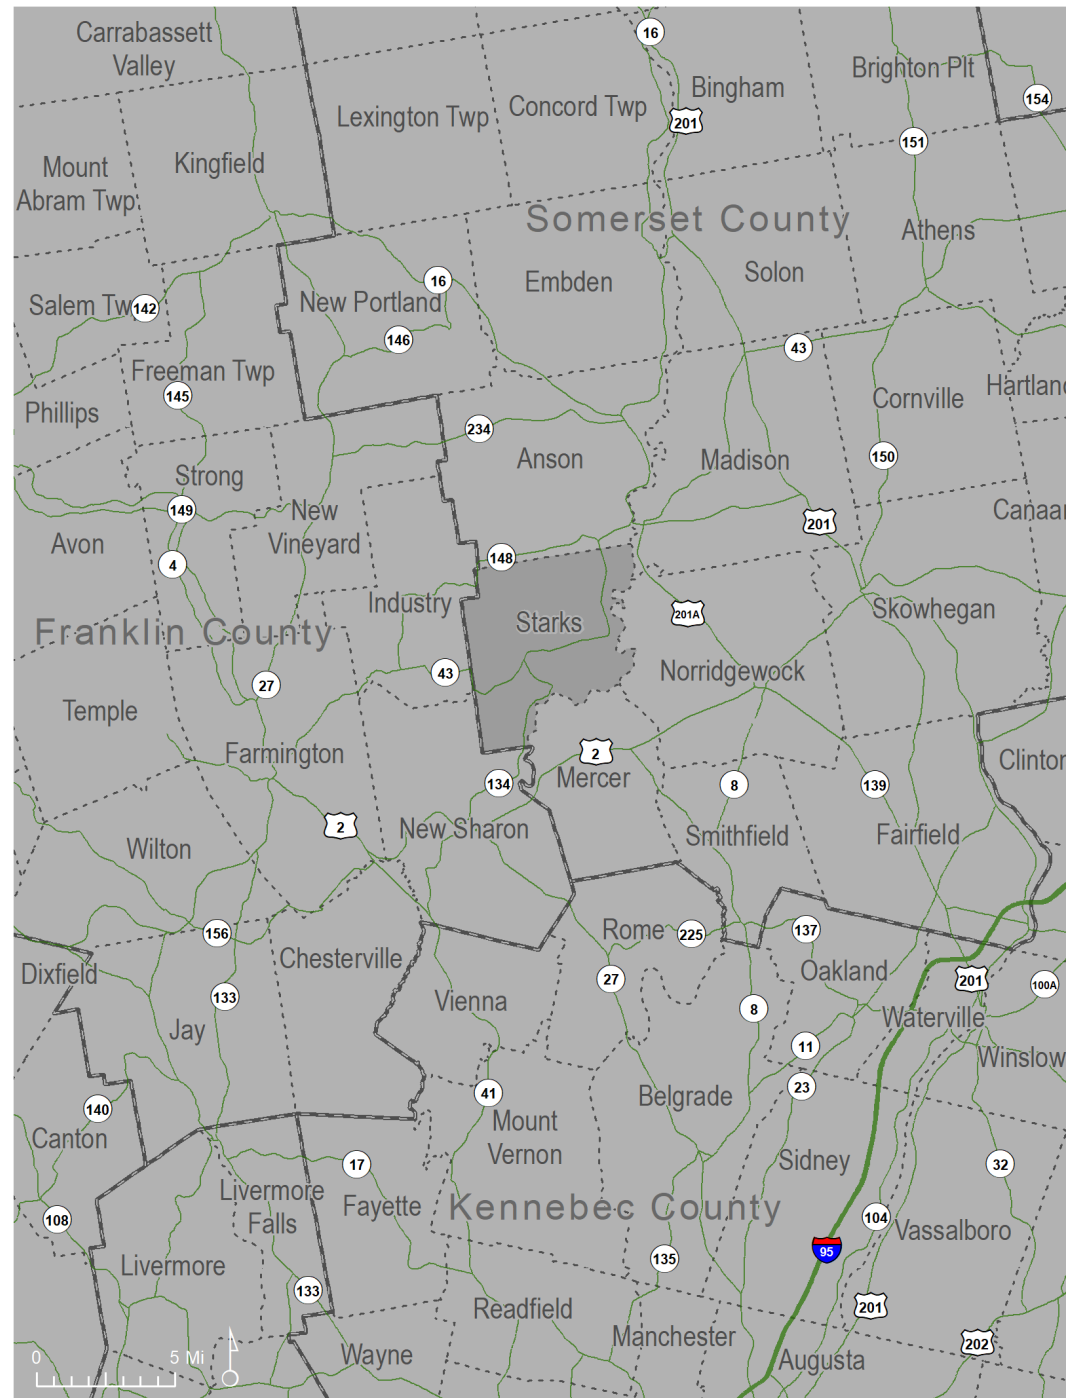 Carrabassett
Valley
16
Bingham
Brighton Plt
154
Lexington Twp
Concord Twp
201
151
Mount
Abram Twp
Kingfield
Somerset County
Athens
Embden
Solon
Salem Tw
142
New Portland
16
146
43
Freeman Twp
145
Phillips
Cornville
Hartland
234
Anson
Madison
150
Strong
149
New
Vineyard
201
Canaan
Avon
4
148
Industry
Starks
201A
Skowhegan
Franklin County
43
Norridgewock
27
Temple
Farmington
2
Mercer
134
8
139
Clinton
2
New Sharon
Smithfield
Fairfield
Wilton
156
Rome
225
137
Dixfield
Chesterville
27
Oakland
201
100A
133
Vienna
8
Waterville
Jay
11
Winslow
41
23
Belgrade
140
Canton
Mount
Vernon
17
Sidney
32
Livermore
Falls
Fayette
Kennebec County
108
104
Vassalboro
Livermore
135
95
133
Readfield
201
Manchester
202
0
5 Mi
Wayne
Augusta